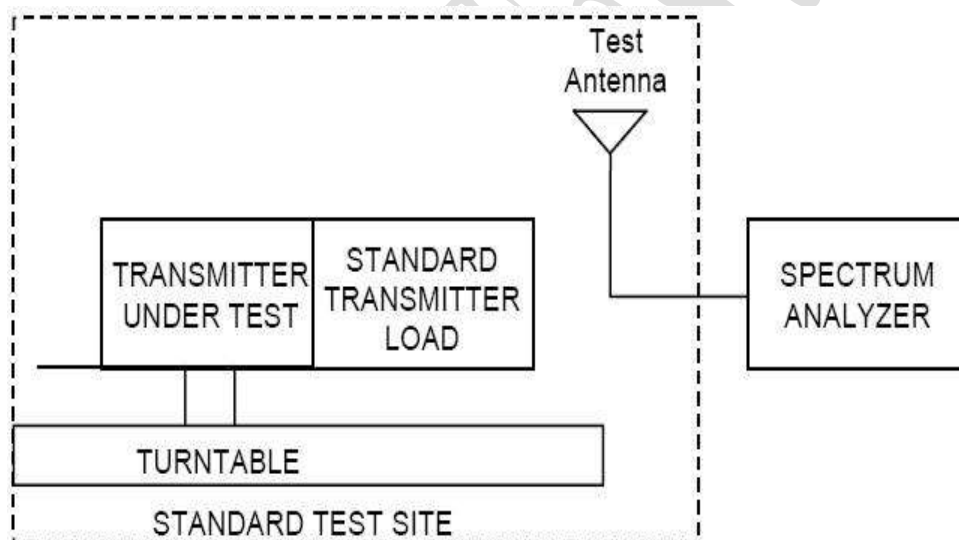 Test
Antenna
TRANSMITTER
UNDER TEST
STANDARD
TRANSMITTER
LOAD
SPECTRUM
ANALYZER
TURNTABLE
STANDARD TEST SITE